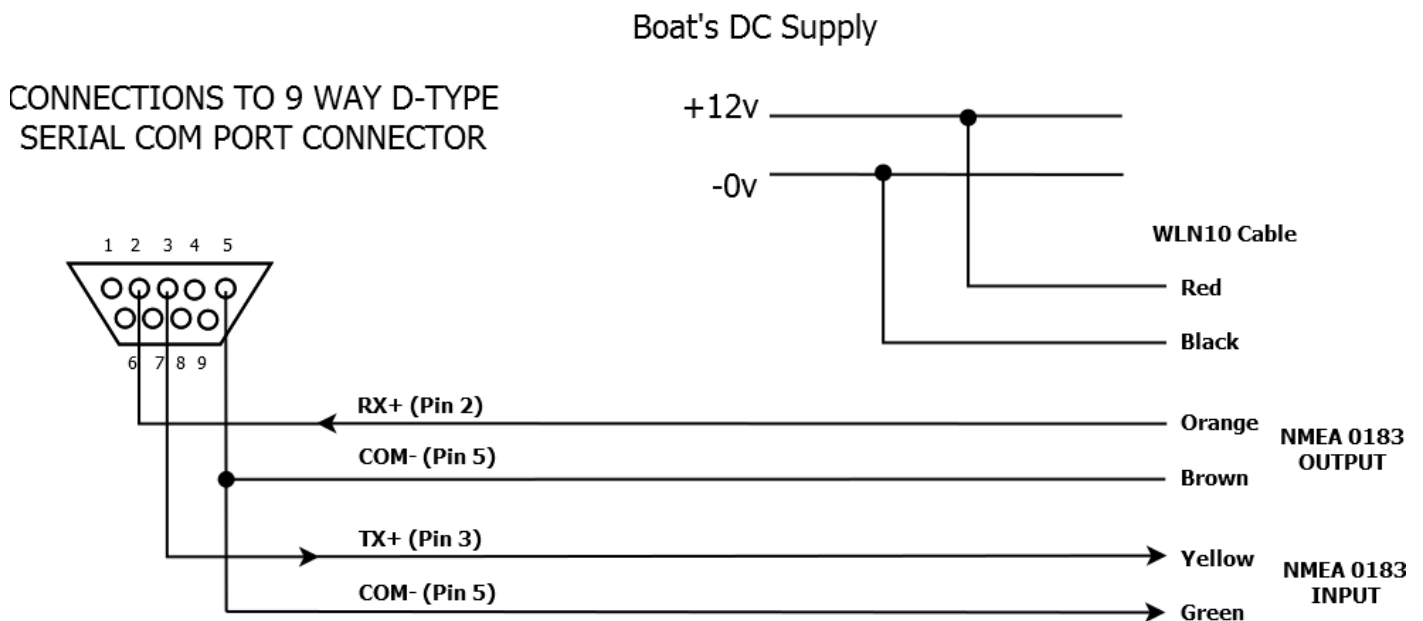 Boat's DC Supply
CONNECTIONS TO 9 WAY D-TYPE
SERIAL COM PORT CONNECTOR
+12v
-0v
WLN10 Cable
Red
Black
1 2 3 4 5
6 7 8 9
RX+ (Pin 2)
Orange
COM- (Pin 5)
Brown
NMEA 0183
OUTPUT
TX+ (Pin 3)
Yellow
COM- (Pin 5)
Green
NMEA 0183
INPUT